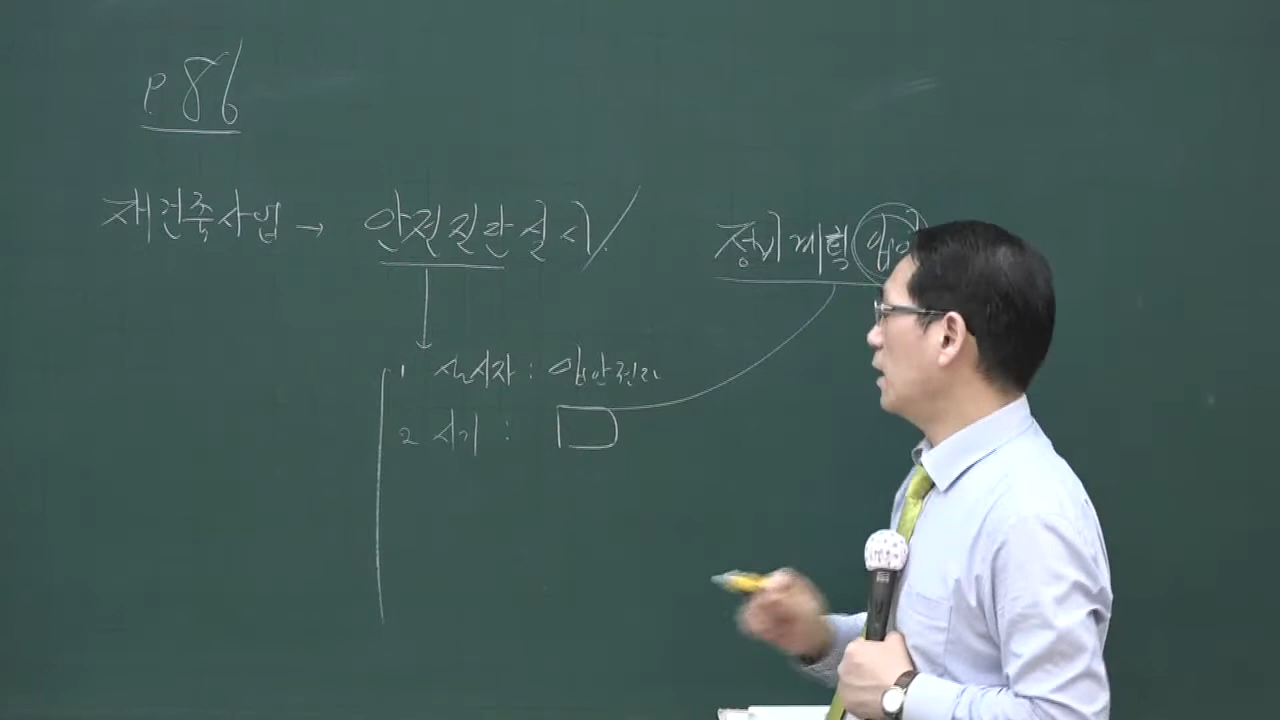 P.86
재건축사업 → 안전진단실시/ 정비계획 입안
1 실시자 : 입안권자
2 시기 :